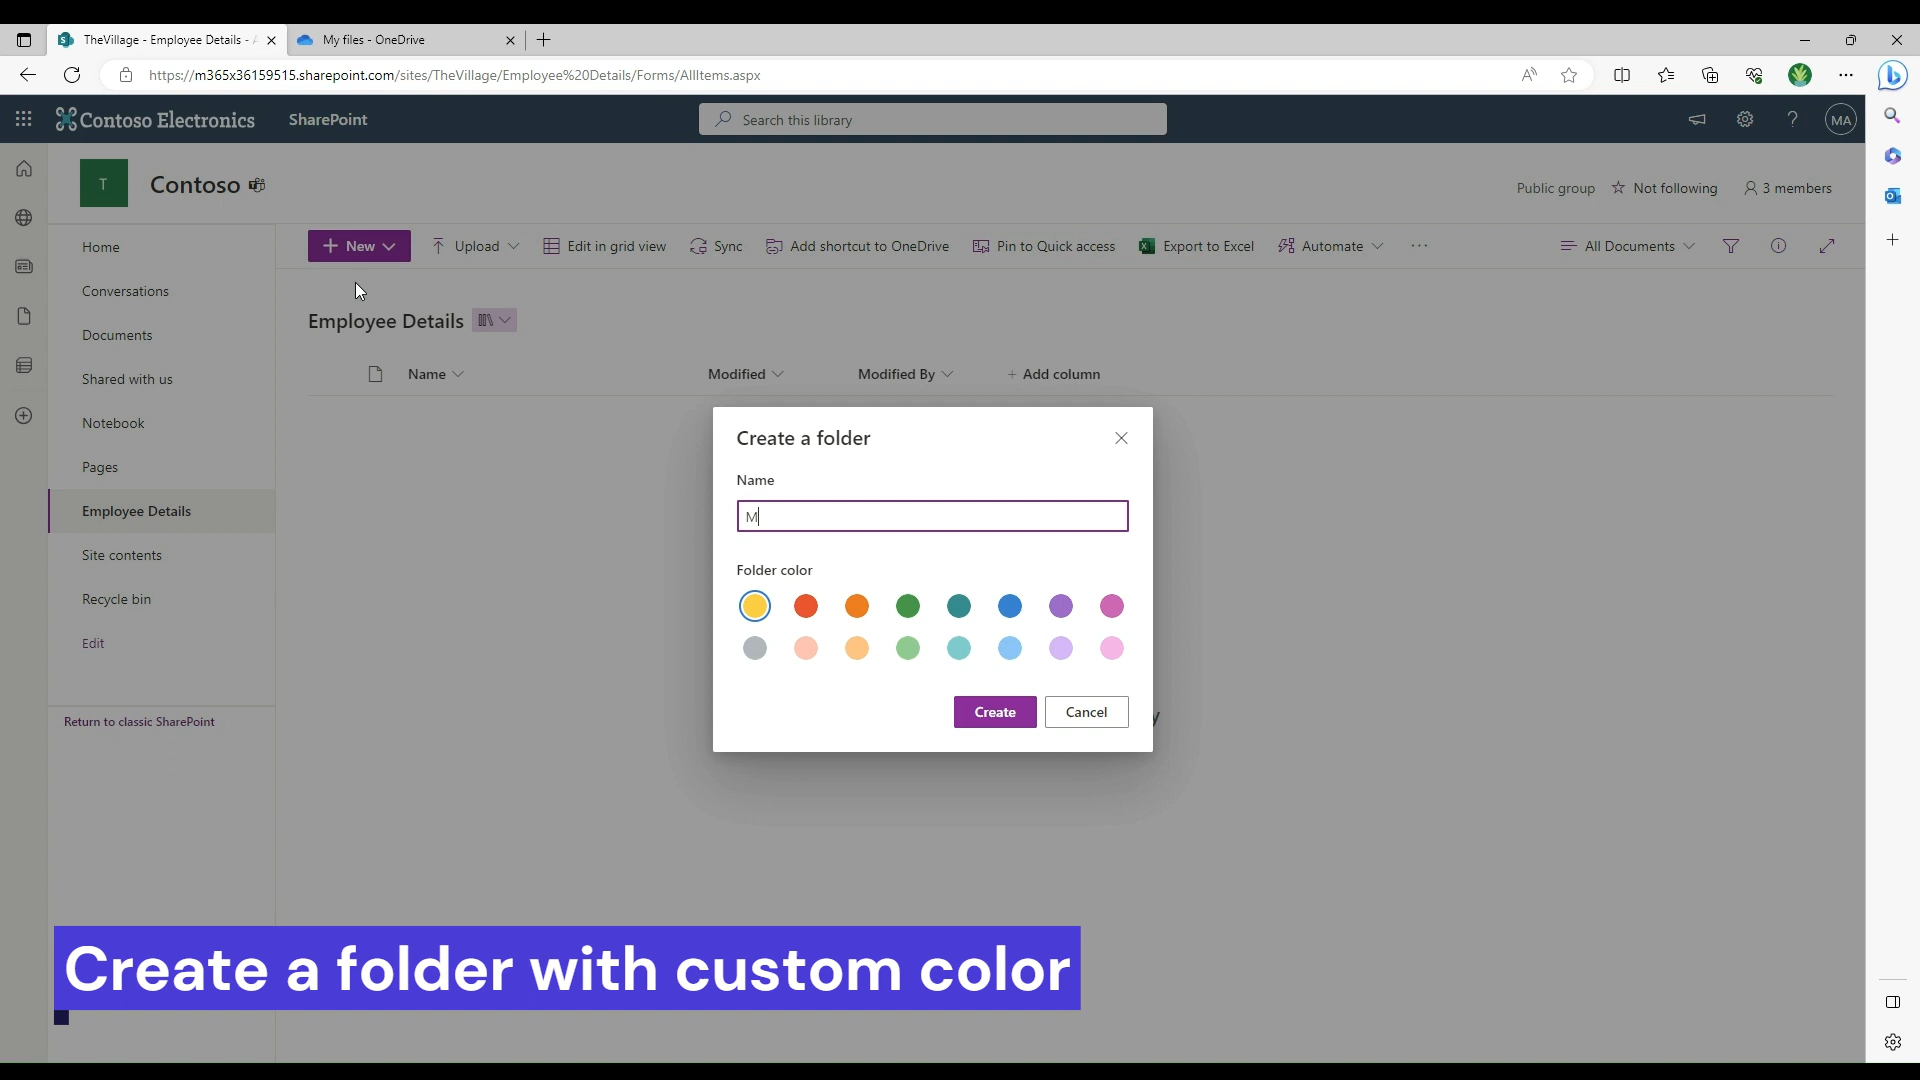 TheVillage - Employee Details -
My files - OneDrive
https://m365x36159515.sharepoint.com/sites/TheVillage/Employee%20Details/Forms/AllItems.aspx
Contoso Electronics
SharePoint
Search this library
MA
T
Contoso
Public group
Not following
3 members
New
Upload
Edit in grid view
Sync
Add shortcut to OneDrive
Pin to Quick access
Export to Excel
Automate
All Documents
Home
Conversations
Documents
Shared with us
Notebook
Pages
Employee Details
Site contents
Recycle bin
Edit
Return to classic SharePoint
Employee Details
Name
Modified
Modified By
+ Add column
Create a folder
Name
M
Folder color
Create
Cancel
y
Create a folder with custom color